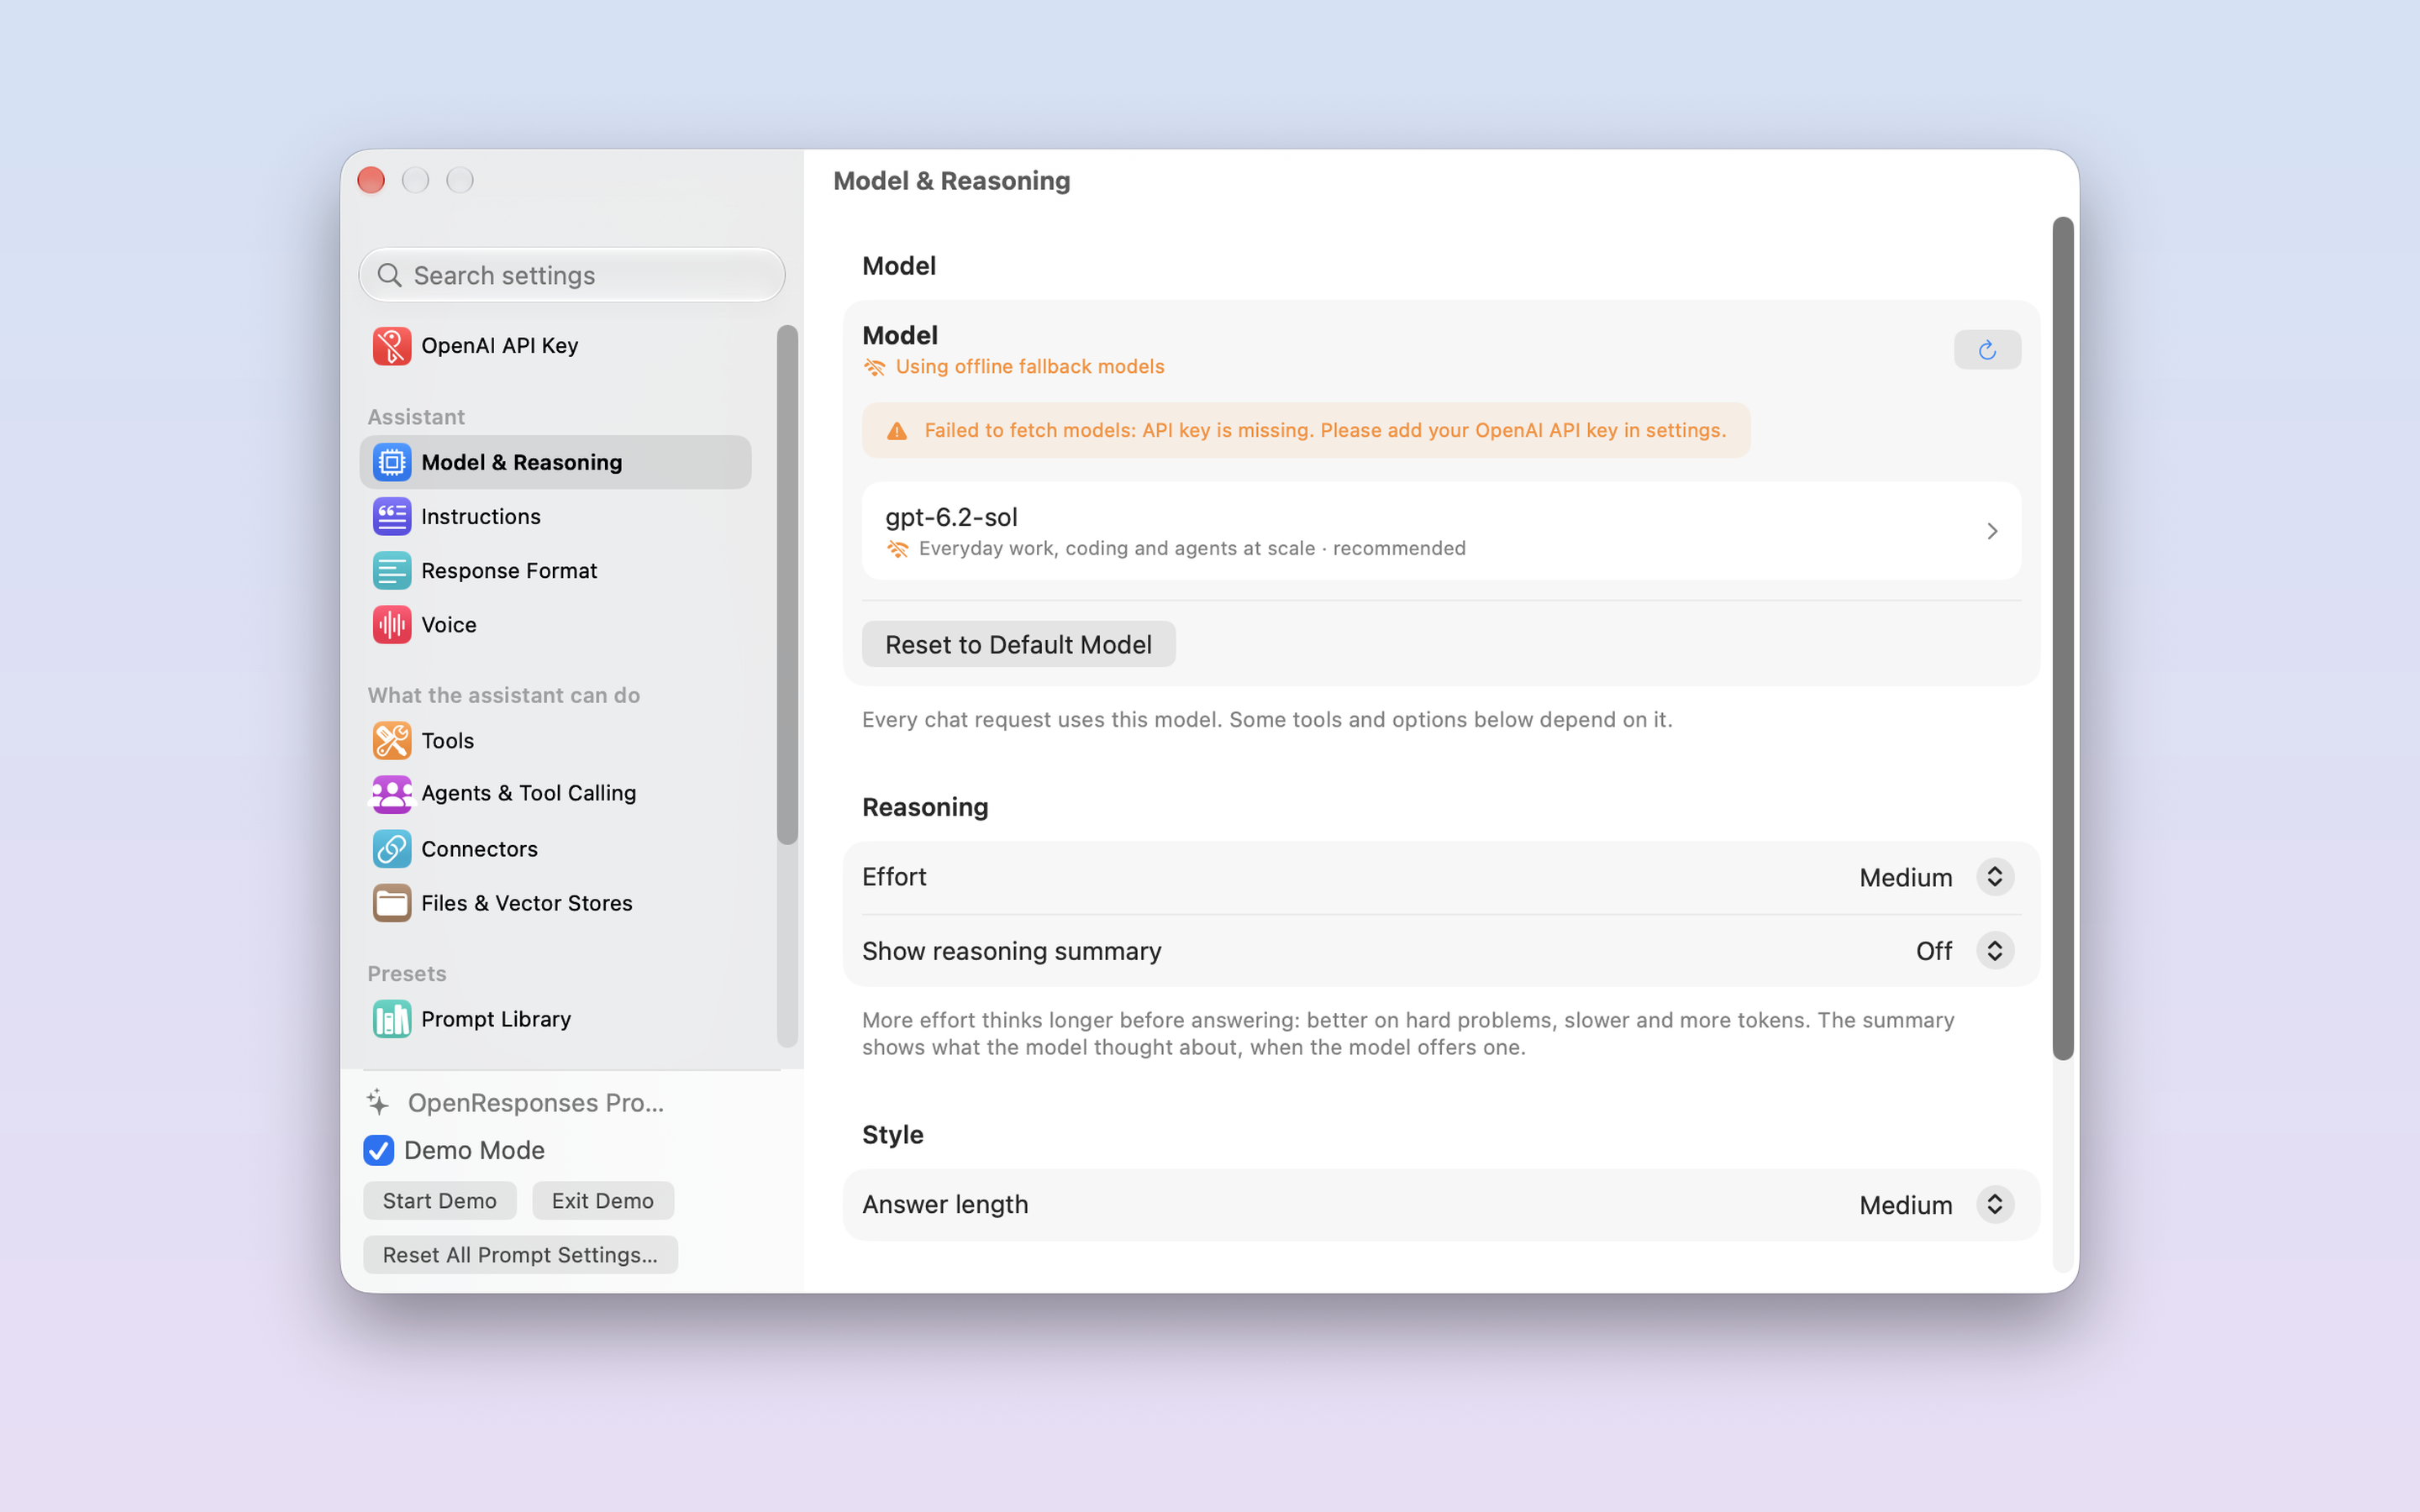 Model & Reasoning
Search settings
OpenAI API Key
Assistant
Model & Reasoning
Instructions
Response Format
Voice
What the assistant can do
Tools
Agents & Tool Calling
Connectors
Files & Vector Stores
Presets
Prompt Library
OpenResponses Pro...
Demo Mode
Start Demo
Exit Demo
Reset All Prompt Settings...
Model
Model
Using offline fallback models
Failed to fetch models: API key is missing. Please add your OpenAI API key in settings.
gpt-6.2-sol
Everyday work, coding and agents at scale · recommended
Reset to Default Model
Every chat request uses this model. Some tools and options below depend on it.
Reasoning
Effort
Medium
Show reasoning summary
Off
More effort thinks longer before answering: better on hard problems, slower and more tokens. The summary
shows what the model thought about, when the model offers one.
Style
Answer length
Medium